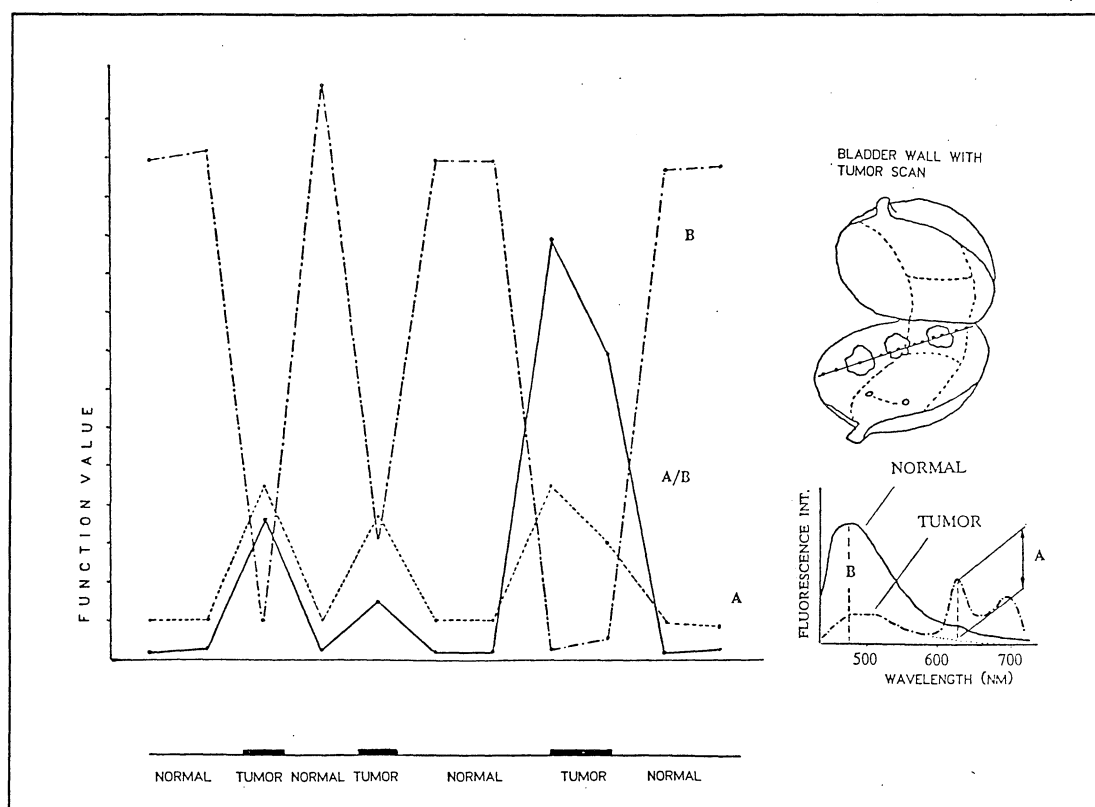 FUNCTION VALUE
B
A/B
A
NORMAL TUMOR NORMAL TUMOR NORMAL TUMOR NORMAL
BLADDER WALL WITH
TUMOR SCAN
NORMAL
TUMOR
FLUORESCENCE INT.
B
A
500 600 700
WAVELENGTH (NM)